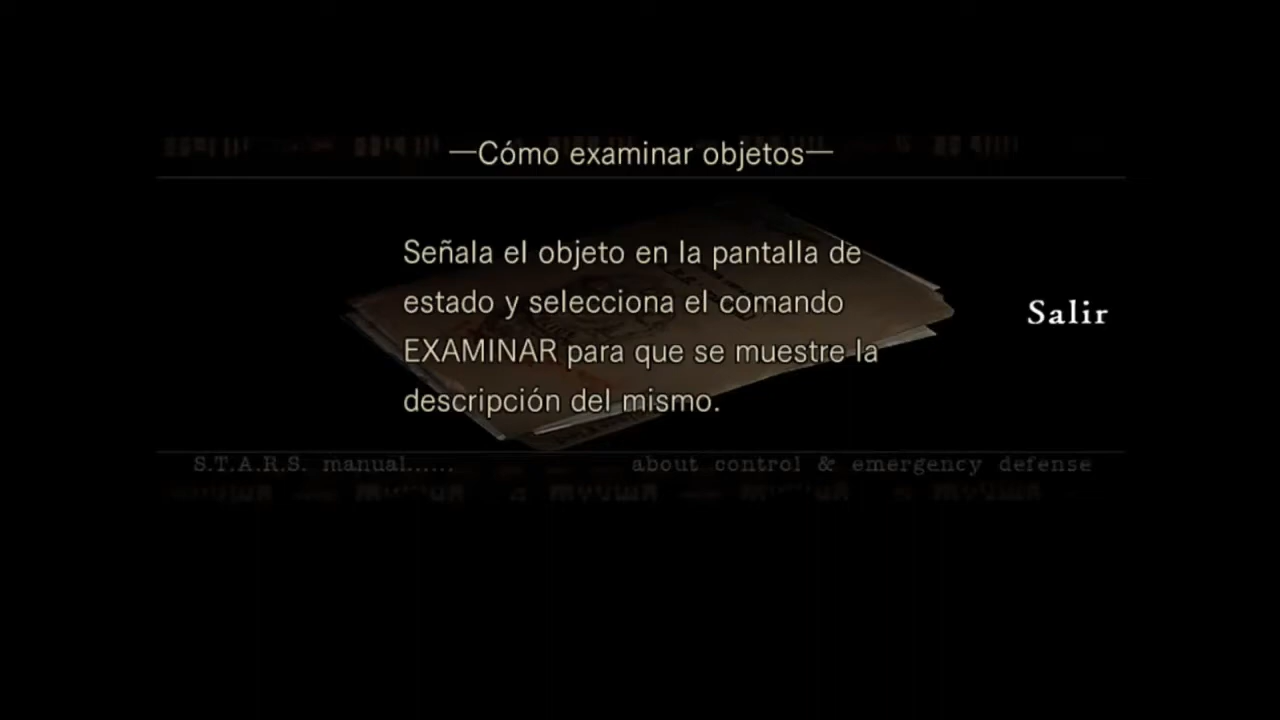 —Cómo examinar objetos—
Señala el objeto en la pantalla de
estado y selecciona el comando
EXAMINAR para que se muestre la
descripción del mismo.
Salir
S.T.A.R.S. manual...... about control & emergency defense